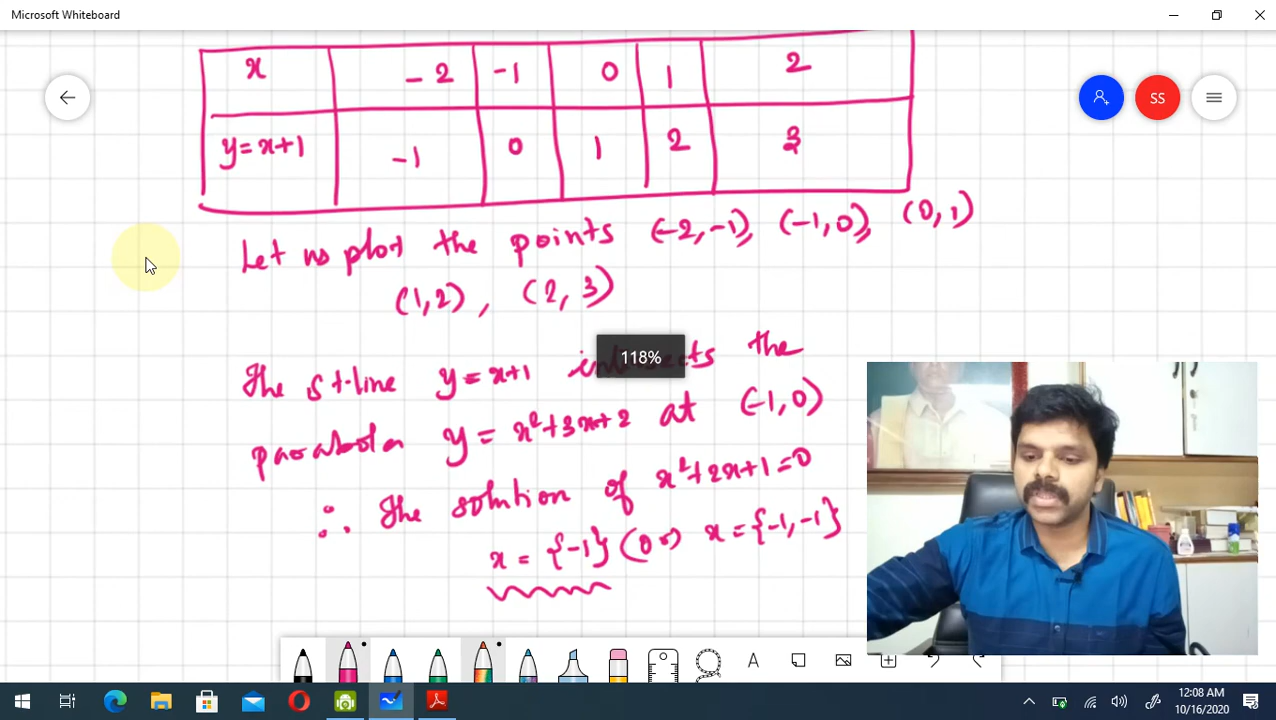 Microsoft Whiteboard
x -2 -1 0 1 2
SS
y=x+1 -1 0 1 2 3
Let us plot the points (-2,-1), (-1,0), (0,1)
(1,2), (2,3)
118%
The st-line y=x+1 intersects the
parabola y=x²+3x+2 at (-1,0)
∴ The solution of x²+2x+1=0
x = {-1} (or) x={-1,-1}
A
12:08 AM
10/16/2020